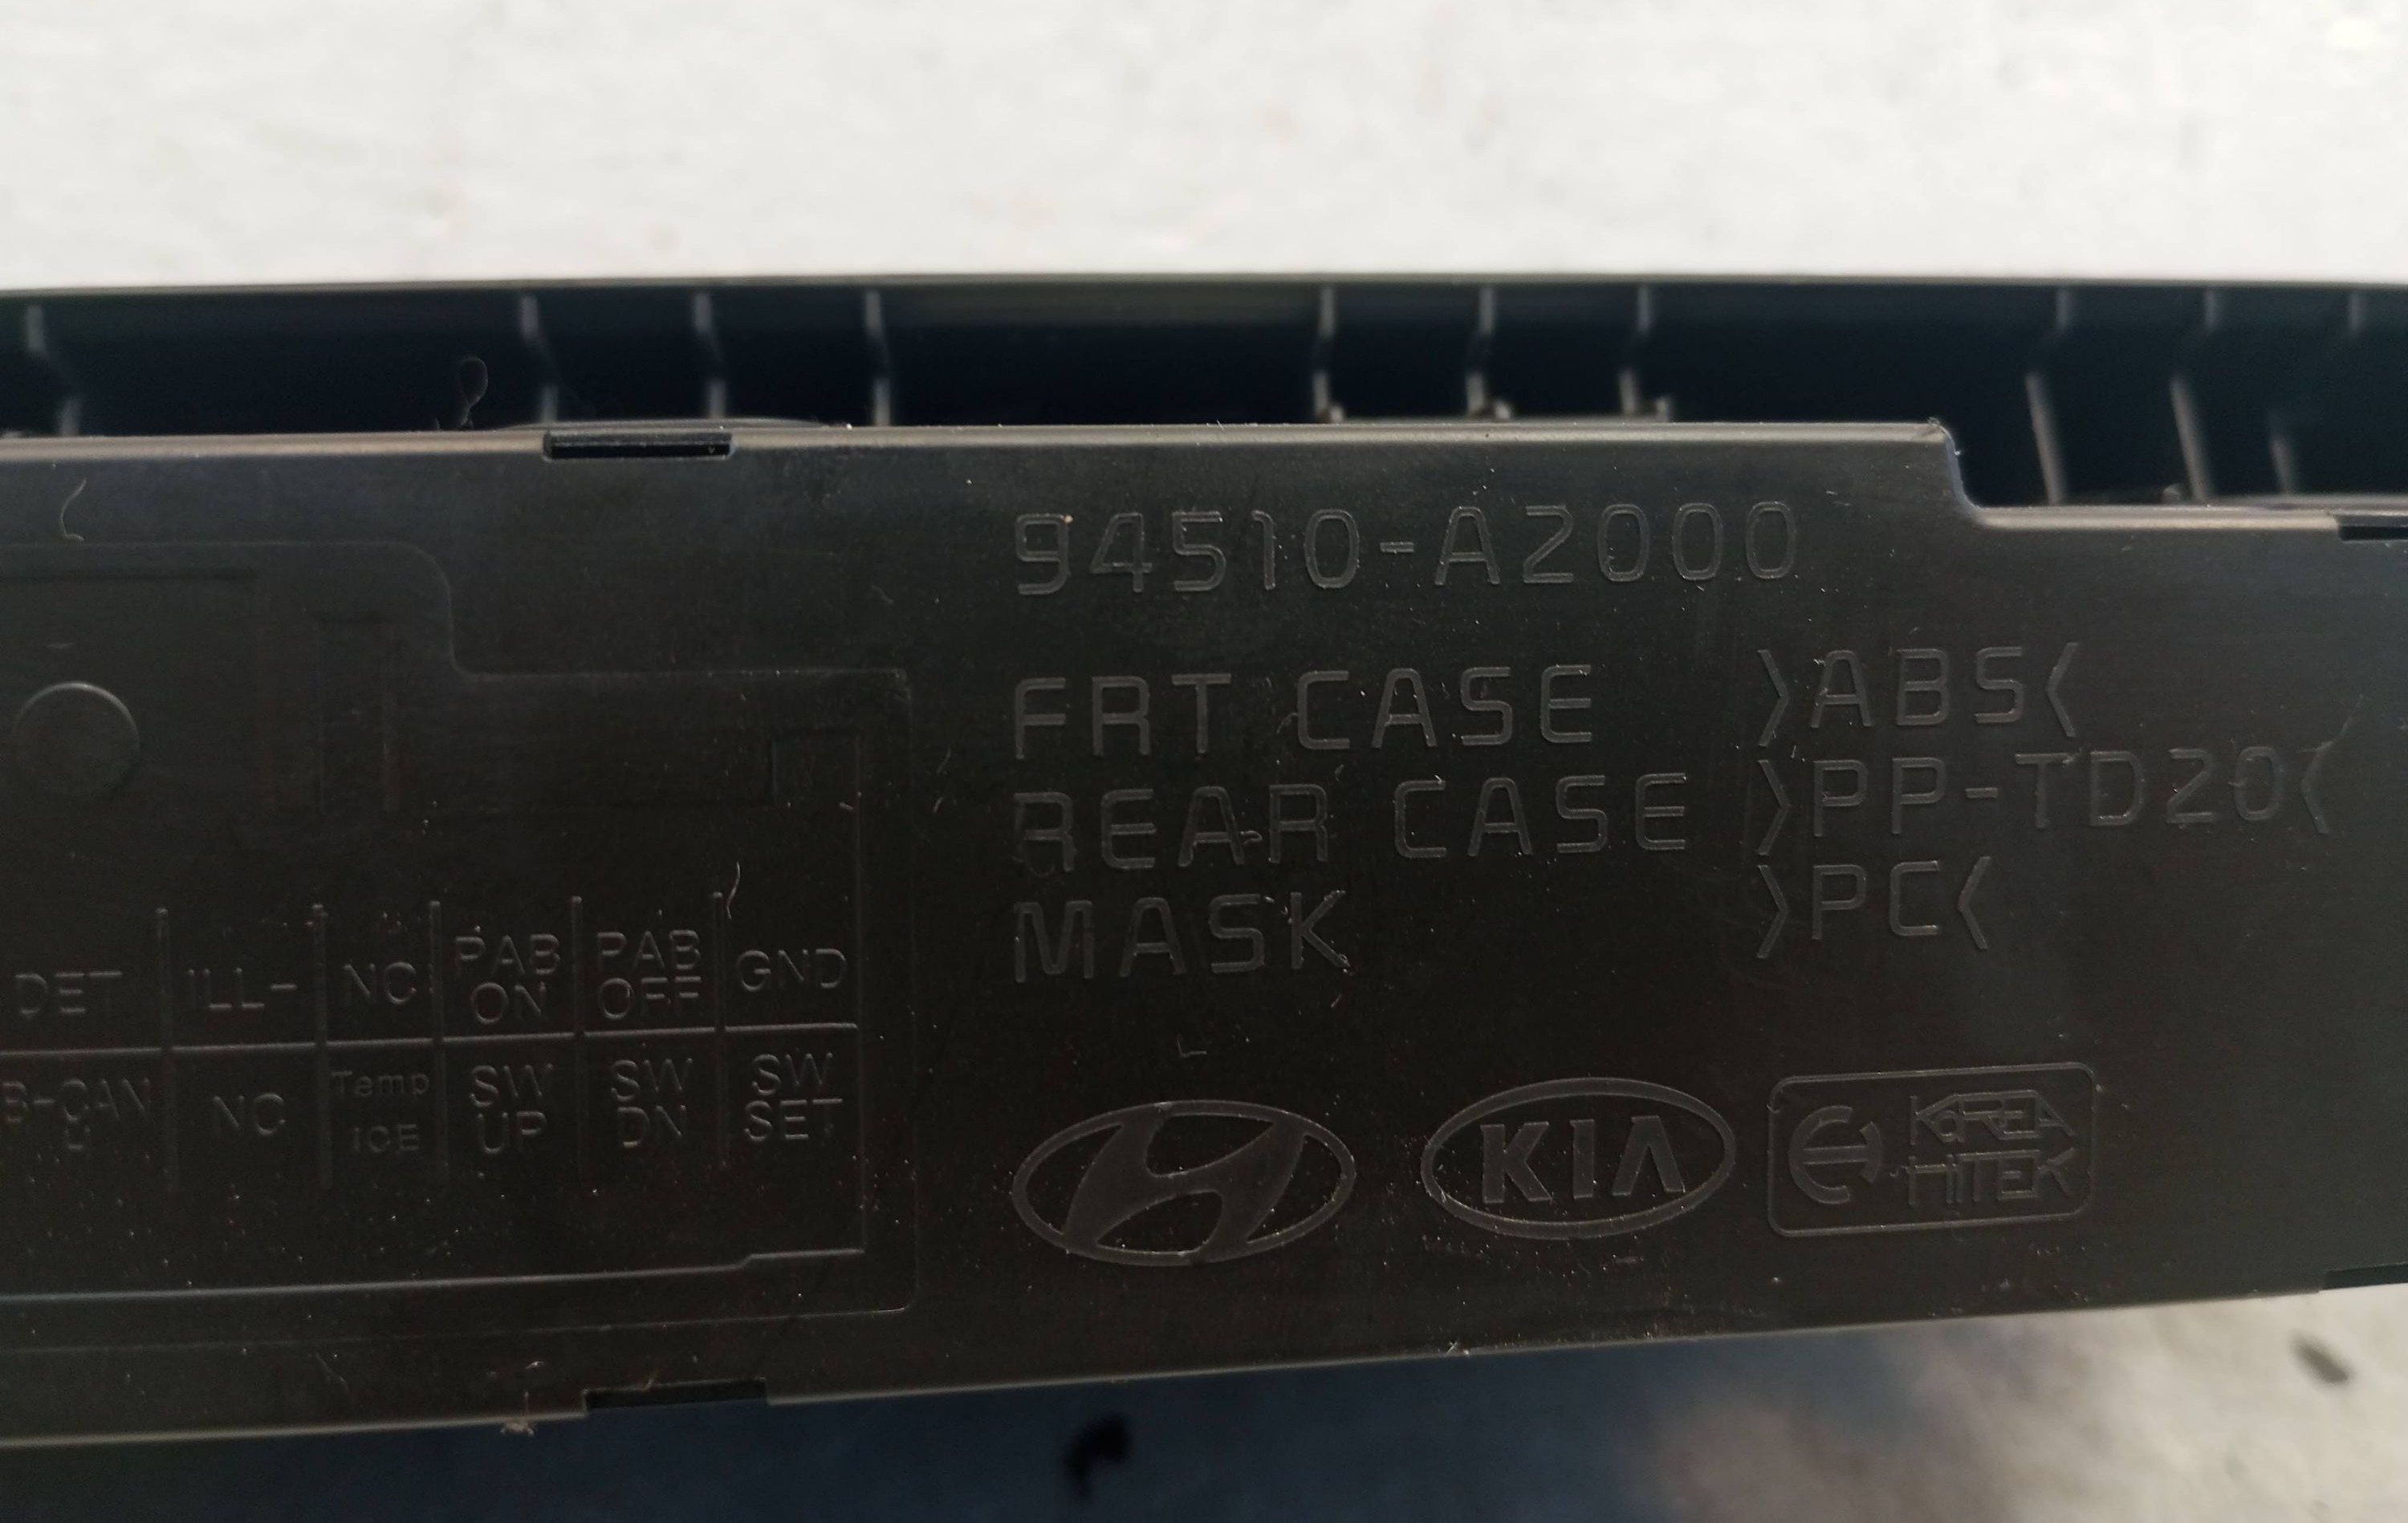 94510-A2000
FRT CASE >ABS<
REAR CASE >PP-TD20<
MASK >PC<
DET ILL- NC PAB ON PAB OFF GND
B-CAN H NC Temp ICE SW UP SW DN SW SET
KIA
KOREA
HITEK